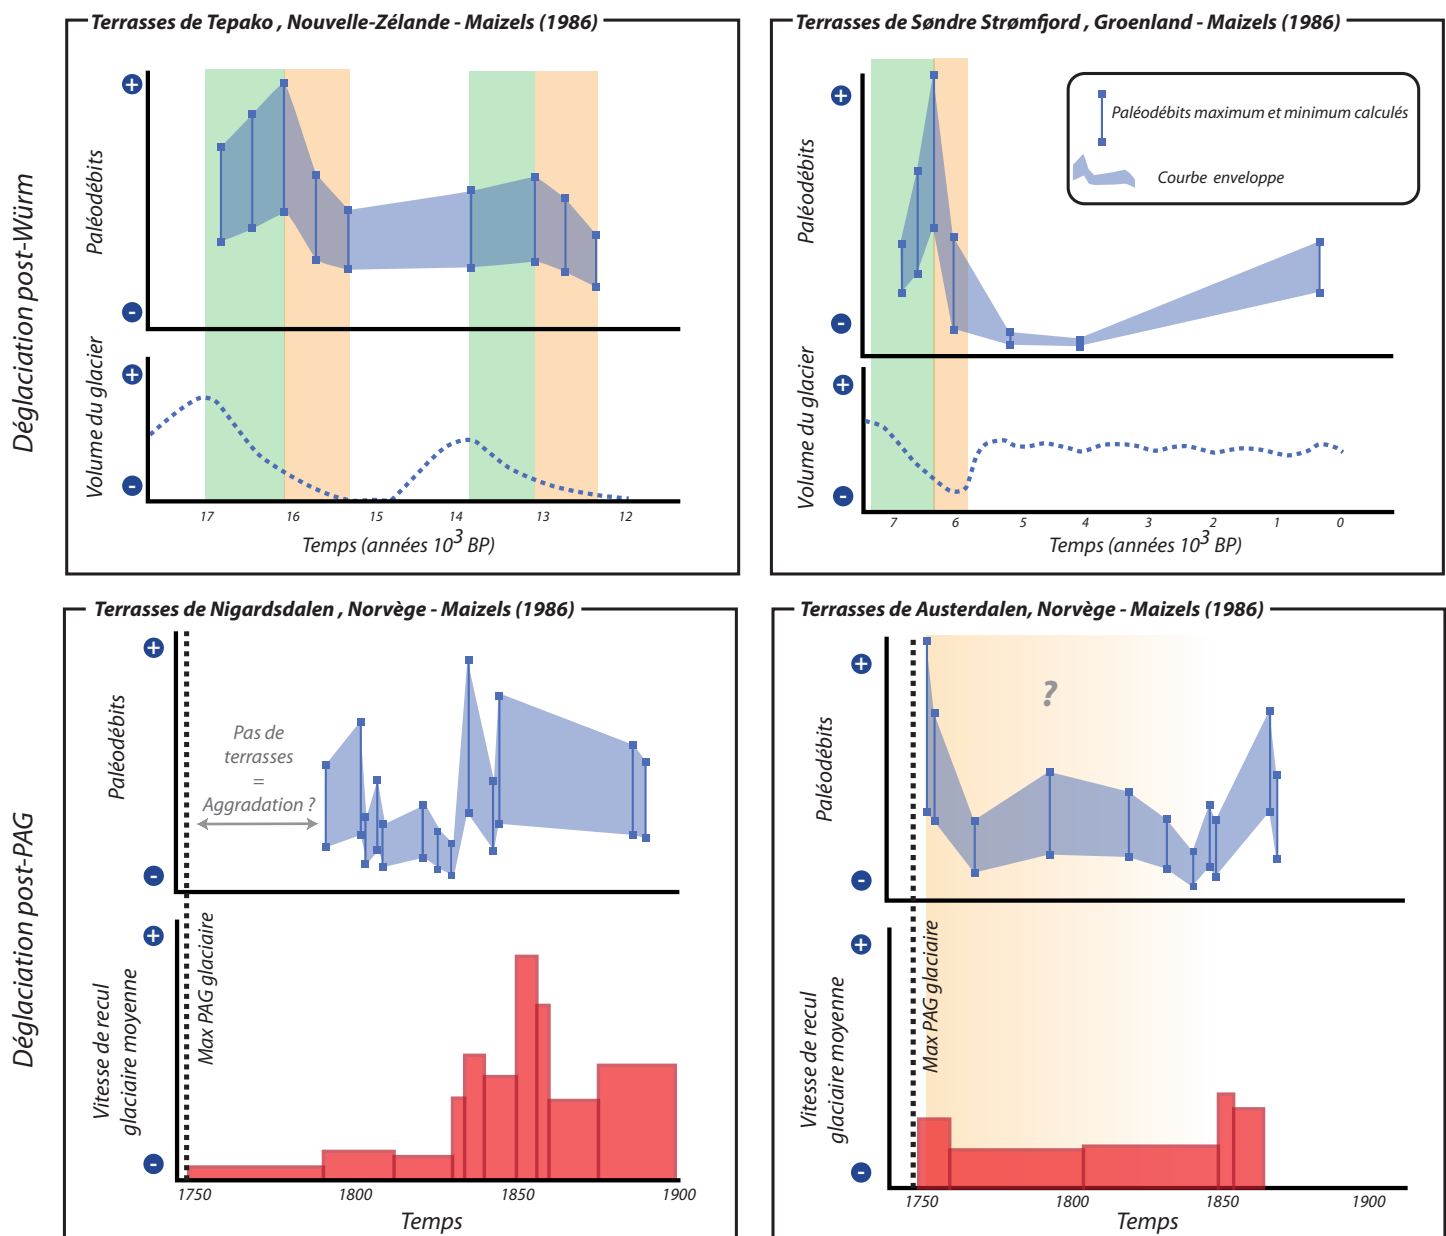 Terrasses de Tepako , Nouvelle-Zélande - Maizels (1986)
Déglaciation post-Würm
+
Paléodébits
-
+
Volume du glacier
-
17 16 15 14 13 12
Temps (années 10³ BP)
Terrasses de Søndre Strømfjord , Groenland - Maizels (1986)
+
Paléodébits
-
Paléodébits maximum et minimum calculés
Courbe enveloppe
+
Volume du glacier
-
7 6 5 4 3 2 1 0
Temps (années 10³ BP)
Terrasses de Nigardsdalen , Norvège - Maizels (1986)
Déglaciation post-PAG
+
Paléodébits
-
Pas de
terrasses
=
Aggradation ?
+
Vitesse de recul
glaciaire moyenne
-
Max PAG glaciaire
1750 1800 1850 1900
Temps
Terrasses de Austerdalen, Norvège - Maizels (1986)
+
Paléodébits
-
?
+
Vitesse de recul
glaciaire moyenne
-
Max PAG glaciaire
1750 1800 1850 1900
Temps